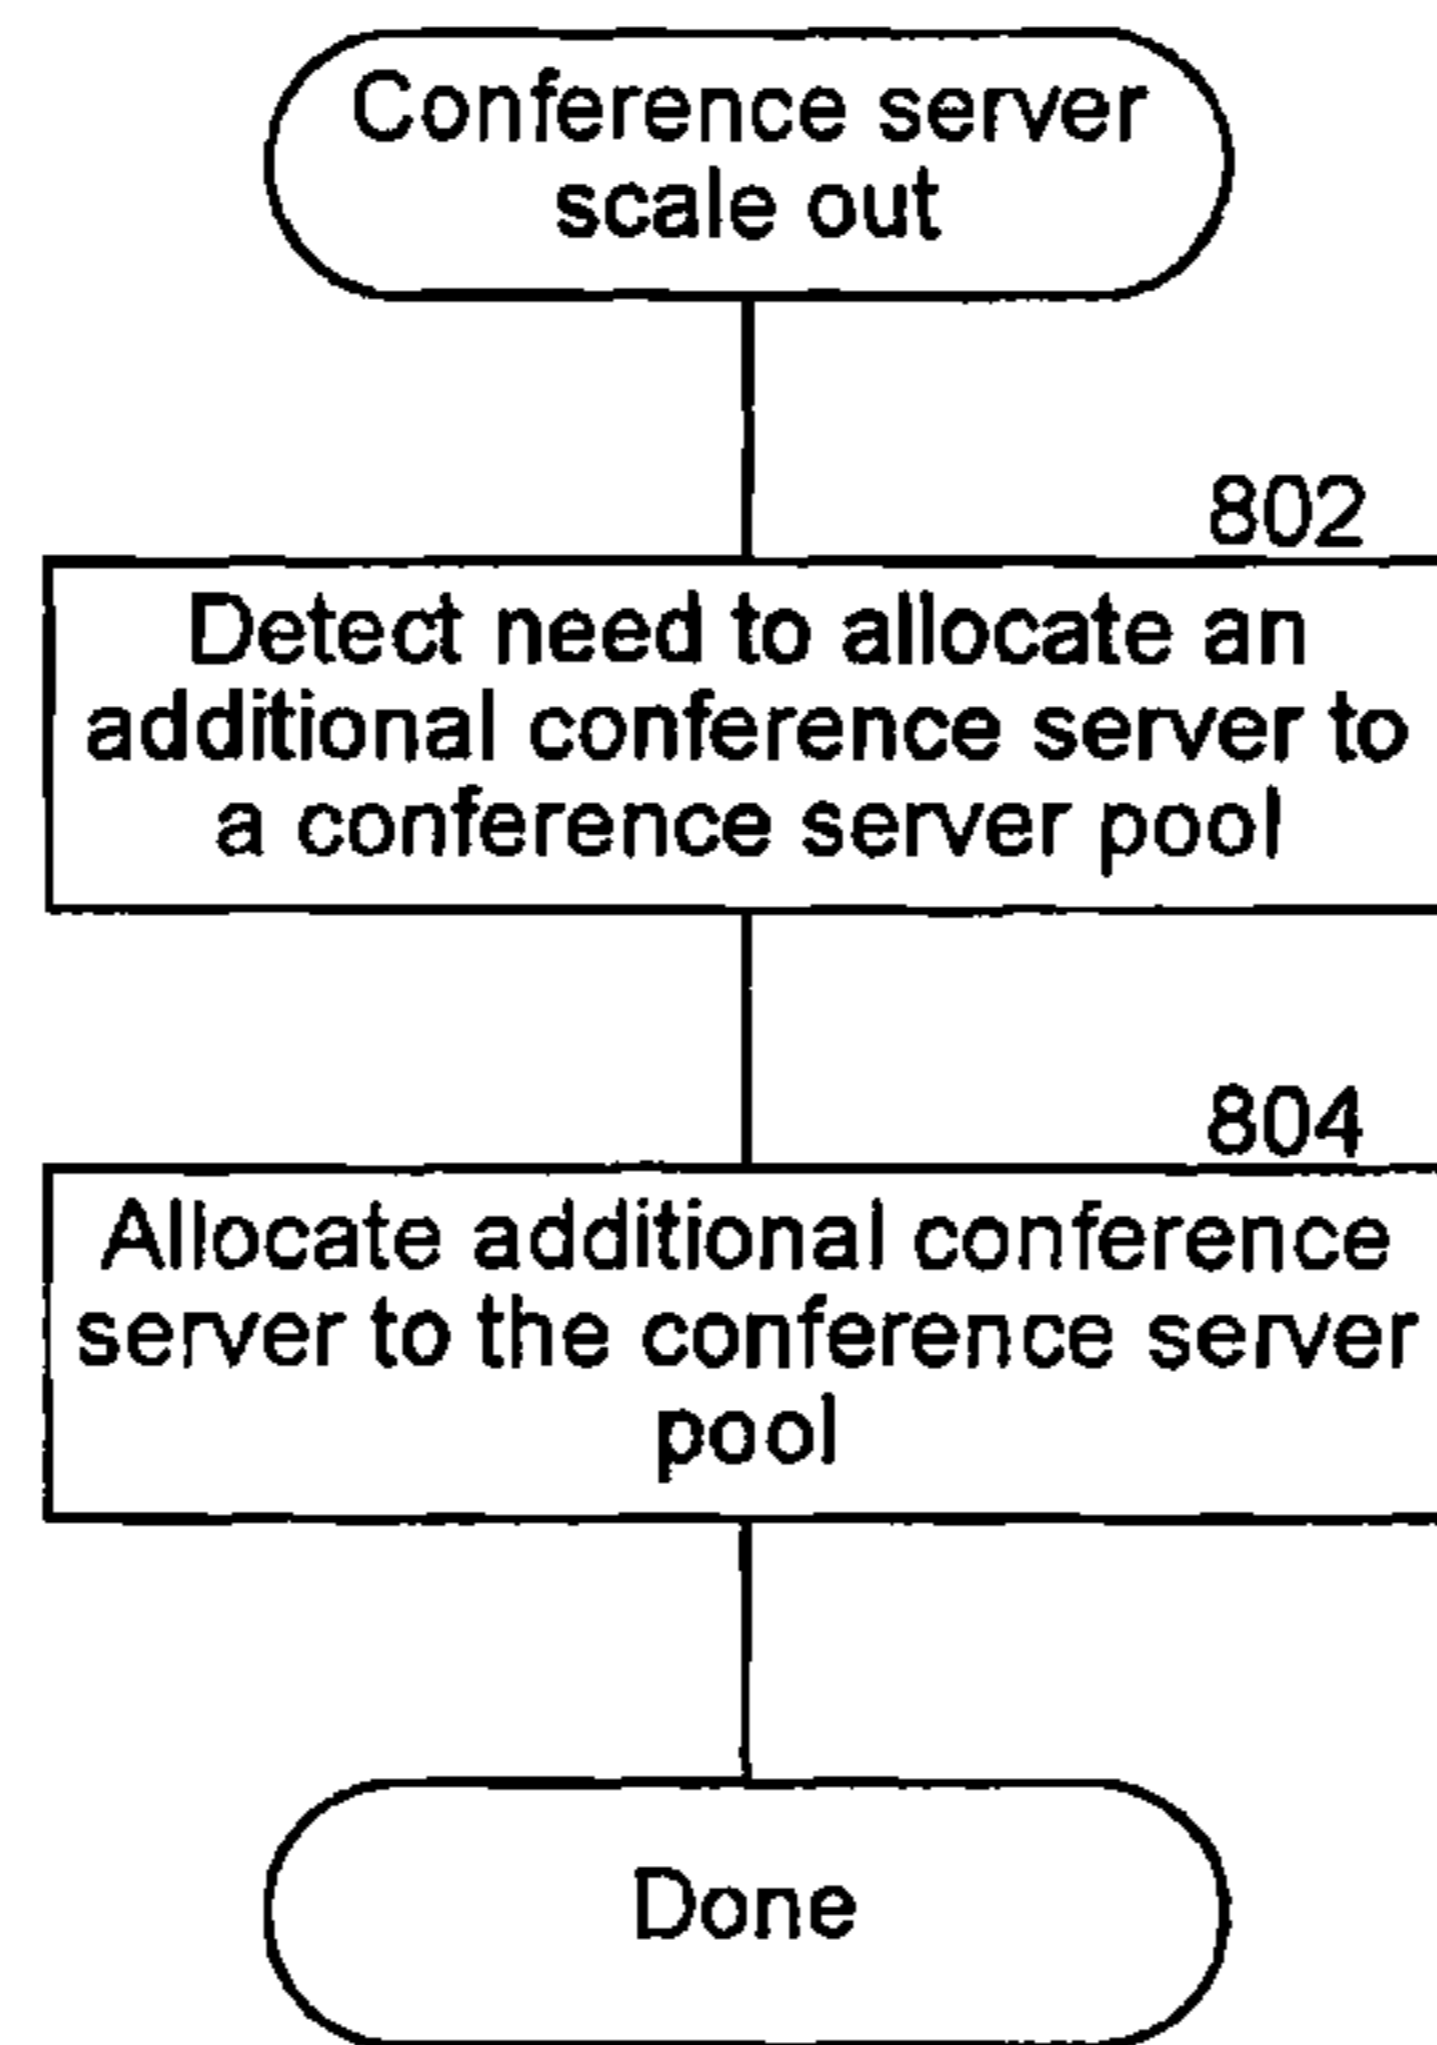 Conference server
scale out
802
Detect need to allocate an
additional conference server to
a conference server pool
804
Allocate additional conference
server to the conference server
pool
Done